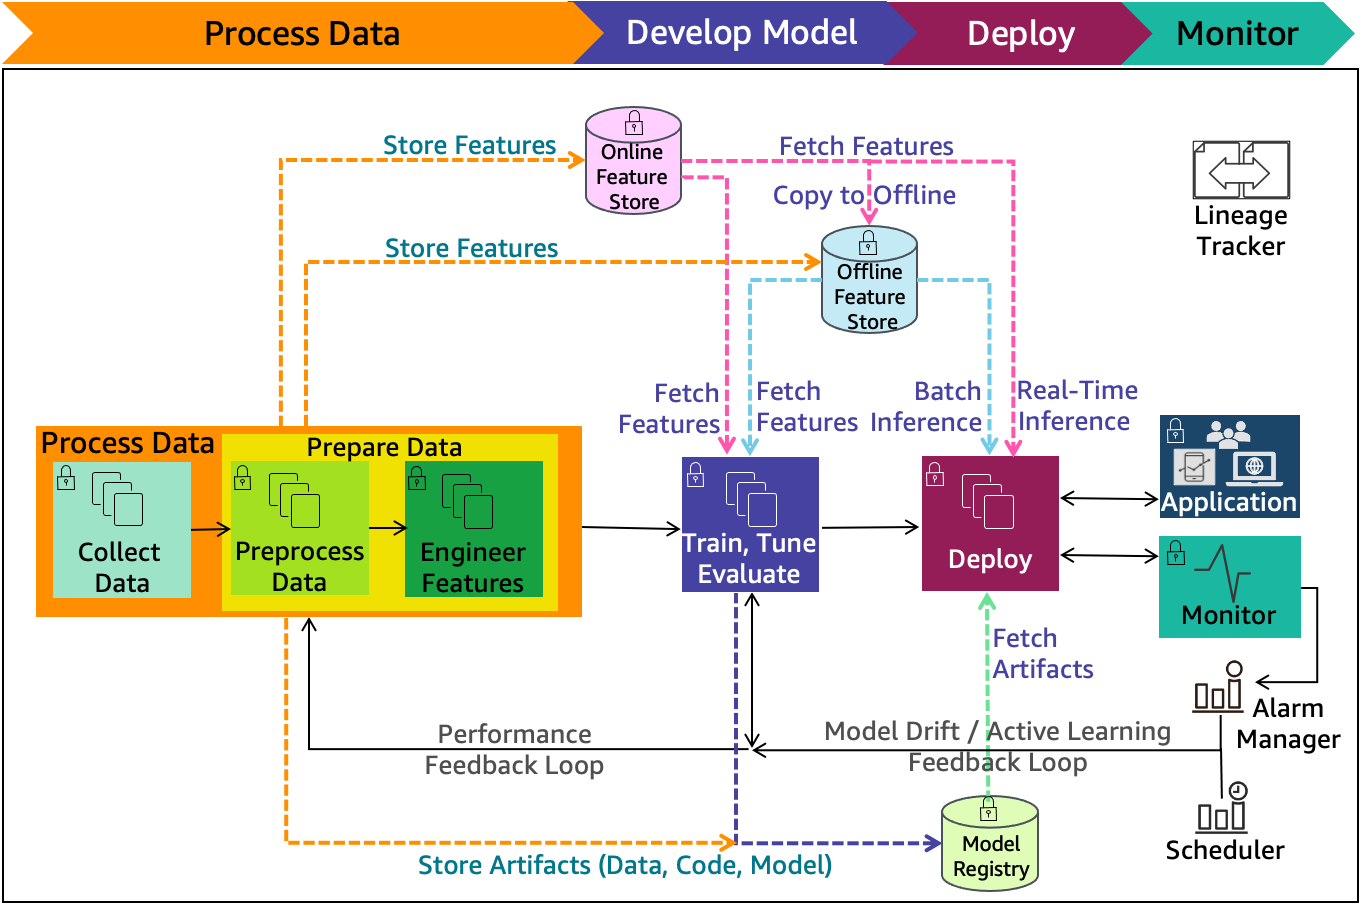 Process Data
Develop Model
Deploy
Monitor
Store Features
Online
Feature
Store
Fetch Features
Copy to Offline
Lineage
Tracker
Store Features
Offline
Feature
Store
Fetch
Features
Fetch
Features
Batch
Inference
Real-Time
Inference
Process Data
Prepare Data
Collect
Data
Preprocess
Data
Engineer
Features
Train, Tune
Evaluate
Deploy
Application
Monitor
Fetch
Artifacts
Alarm
Manager
Performance
Feedback Loop
Model Drift / Active Learning
Feedback Loop
Scheduler
Model
Registry
Store Artifacts (Data, Code, Model)